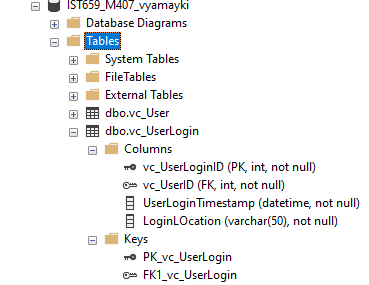 IST659_M407_vyamayki
Database Diagrams
Tables
System Tables
FileTables
External Tables
dbo.vc_User
dbo.vc_UserLogin
Columns
vc_UserLoginID (PK, int, not null)
vc_UserID (FK, int, not null)
UserLoginTimestamp (datetime, not null)
LoginLOcation (varchar(50), not null)
Keys
PK_vc_UserLogin
FK1_vc_UserLogin